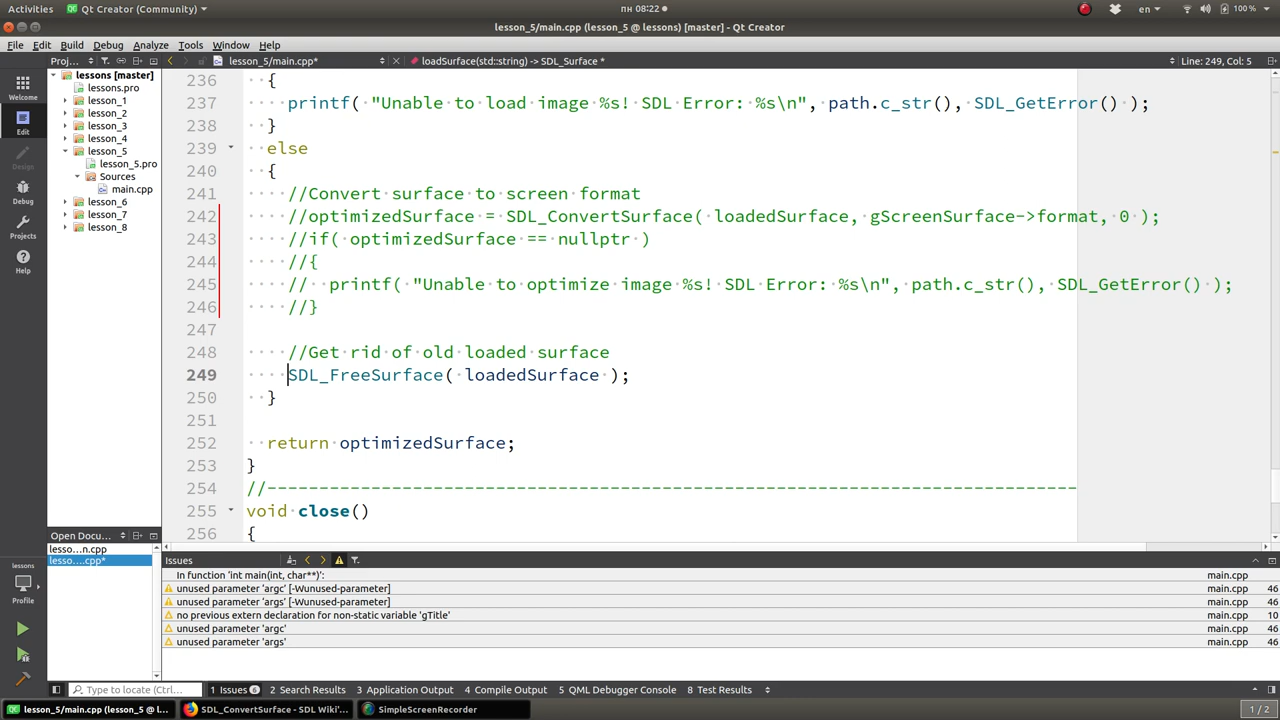 Activities Qt Creator (Community) пн 08:22 en 100 %
lesson_5/main.cpp (lesson_5 @ lessons) [master] - Qt Creator
File Edit Build Debug Analyze Tools Window Help
Proj... lesson_5/main.cpp* loadSurface(std::string) -> SDL_Surface * Line: 249, Col: 5
Welcome
Edit
Design
Debug
Projects
Help
lessons
Profile
lessons [master]
lessons.pro
lesson_1
lesson_2
lesson_3
lesson_4
lesson_5
lesson_5.pro
Sources
main.cpp
lesson_6
lesson_7
lesson_8
Open Docu...
lesso...n.cpp
lesso....cpp*
236 {
237 printf( "Unable to load image %s! SDL Error: %s\n", path.c_str(), SDL_GetError() );
238 }
239 else
240 {
241 //Convert surface to screen format
242 //optimizedSurface = SDL_ConvertSurface( loadedSurface, gScreenSurface->format, 0 );
243 //if( optimizedSurface == nullptr )
244 //{
245 // printf( "Unable to optimize image %s! SDL Error: %s\n", path.c_str(), SDL_GetError() );
246 //}
247
248 //Get rid of old loaded surface
249 SDL_FreeSurface( loadedSurface );
250 }
251
252 return optimizedSurface;
253 }
254 //------------------------------------------------------------------------------
255 void close()
256 {
Issues
In function 'int main(int, char**)': main.cpp
unused parameter 'argc' [-Wunused-parameter] main.cpp 46
unused parameter 'args' [-Wunused-parameter] main.cpp 46
no previous extern declaration for non-static variable 'gTitle' main.cpp 10
unused parameter 'argc' main.cpp 46
unused parameter 'args' main.cpp 46
Type to locate (Ctrl... 1 Issues 6 2 Search Results 3 Application Output 4 Compile Output 5 QML Debugger Console 8 Test Results
lesson_5/main.cpp (lesson_5 @ l... SDL_ConvertSurface - SDL Wiki'... SimpleScreenRecorder 1 / 2